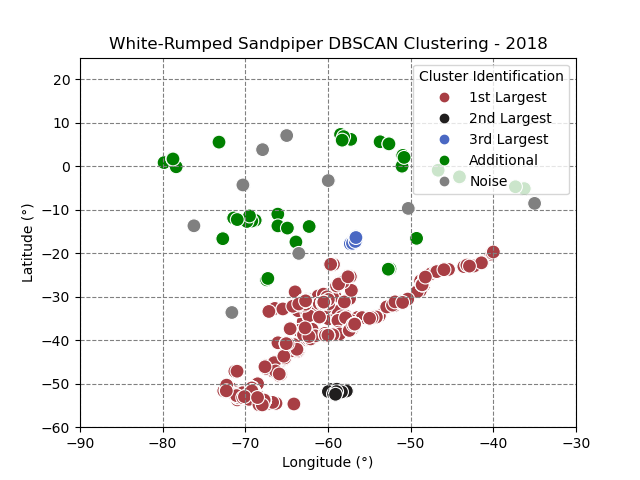 White-Rumped Sandpiper DBSCAN Clustering - 2018
Cluster Identification
1st Largest
2nd Largest
3rd Largest
Additional
Noise
20
10
0
−10
−20
−30
−40
−50
−60
Latitude (°)
−90 −80 −70 −60 −50 −40 −30
Longitude (°)